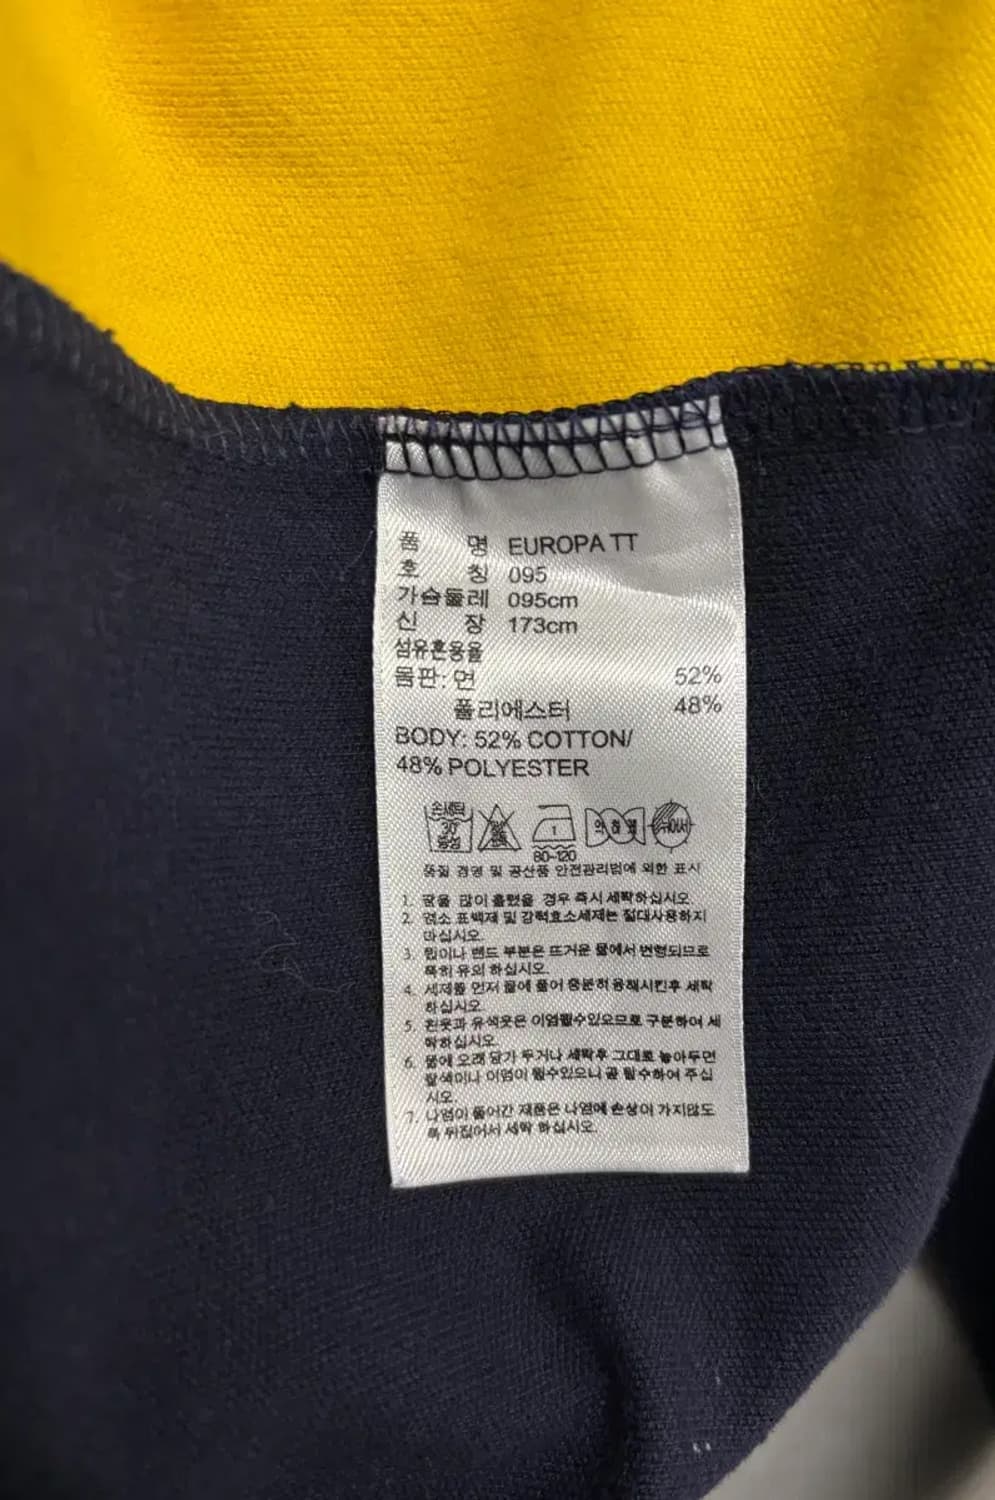 품 명 EUROPA TT
호 칭 095
가슴둘레 095cm
신 장 173cm
섬유혼용율
몸판: 면 52%
폴리에스터 48%
BODY: 52% COTTON/
48% POLYESTER
손세탁
30
중성
1
80~120
품질 경영 및 공산품 안전관리법에 의한 표시
1. 땀을 많이 흘렸을 경우 즉시 세탁하십시오.
2. 염소 표백제 및 강력효소세제는 절대사용하지
마십시오.
3. 립이나 밴드 부분은 뜨거운 물에서 변형되므로
특히 유의 하십시오.
4. 세제를 먼저 물에 풀어 충분히 용해시킨후 세탁
하십시오.
5. 흰옷과 유색옷은 이염될수있으므로 구분하여 세
탁하십시오.
6. 물에 오래 담가 두거나 세탁후 그대로 놓아두면
탈색이나 이염이 될수있으니 곧 탈수하여 주십
시오.
7. 나염이 들어간 제품은 나염에 손상이 가지않도
록 뒤집어서 세탁 하십시오.